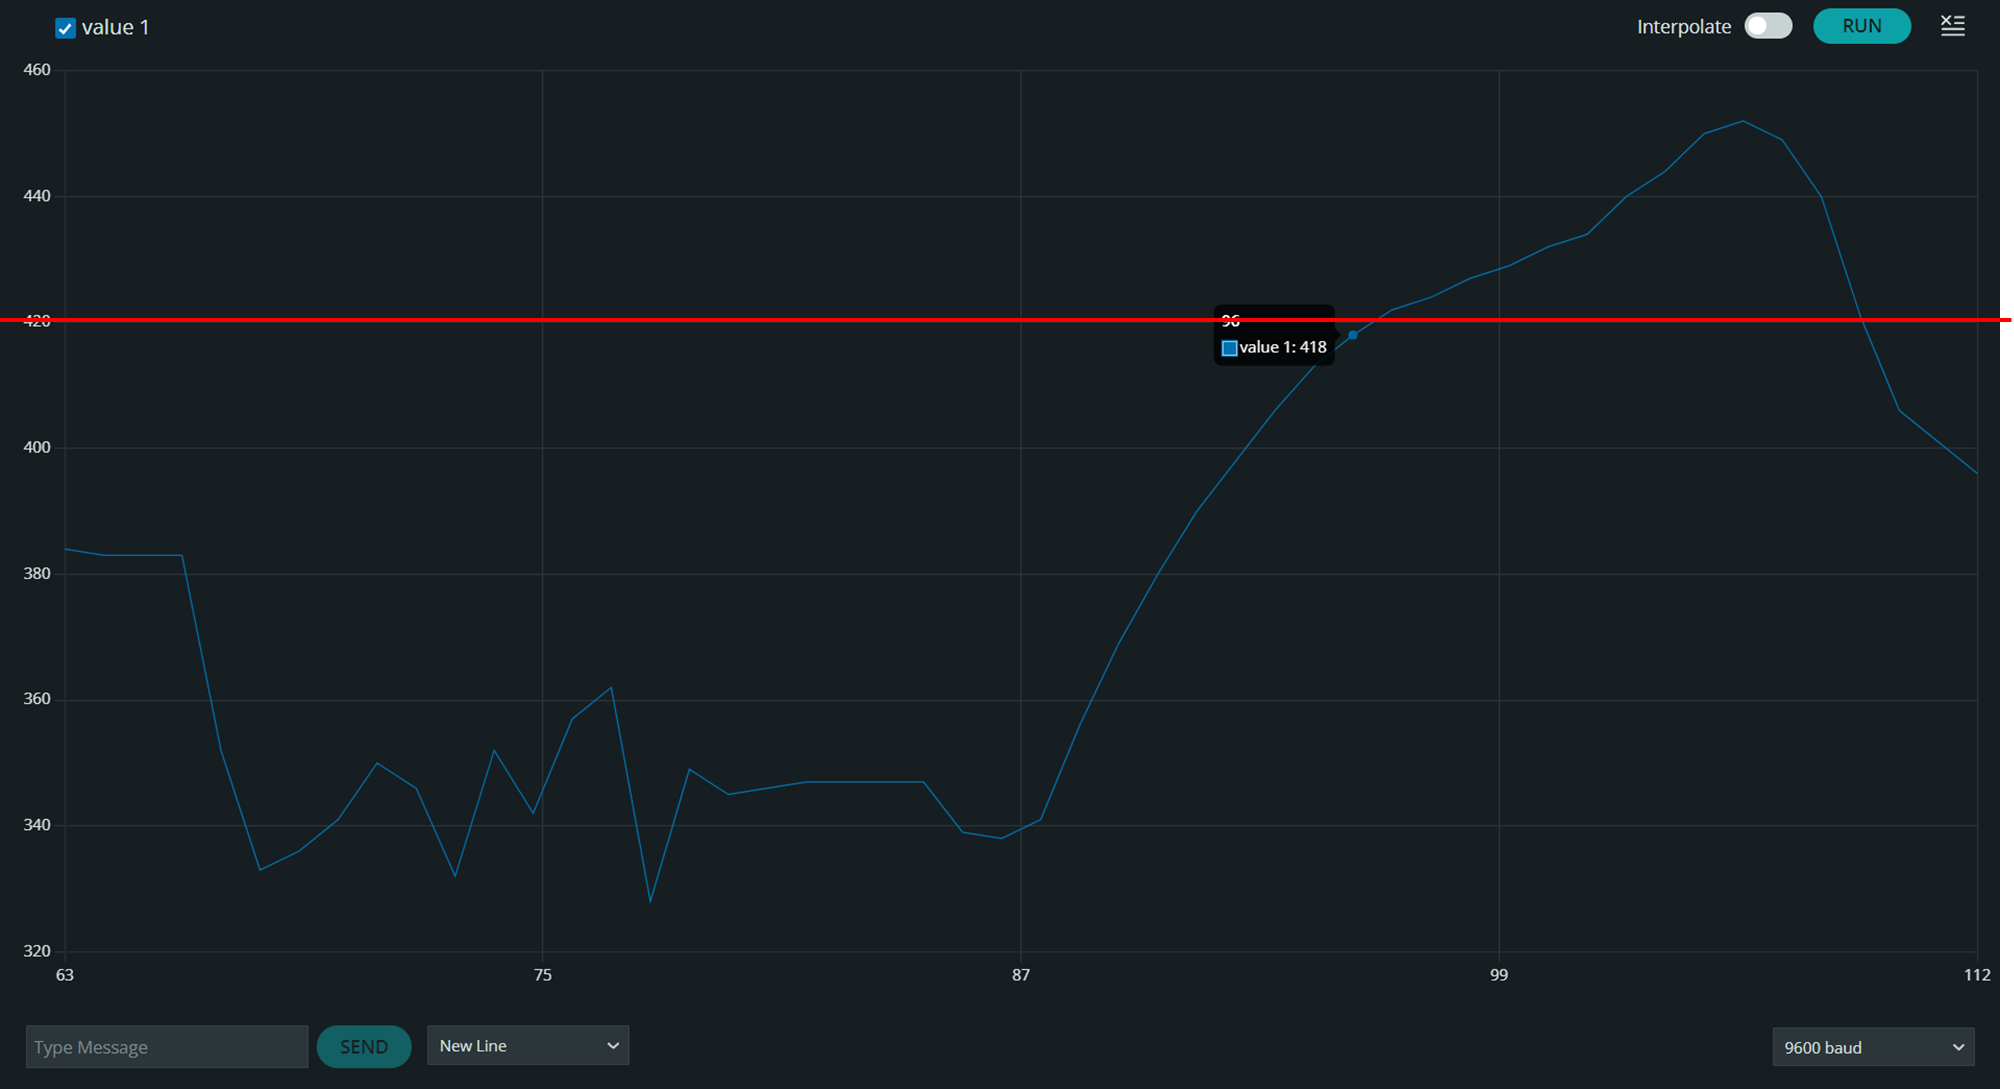 value 1
Interpolate
RUN
460
440
420
400
380
360
340
320
96
value 1: 418
63 75 87 99 112
Type Message
SEND
New Line
9600 baud